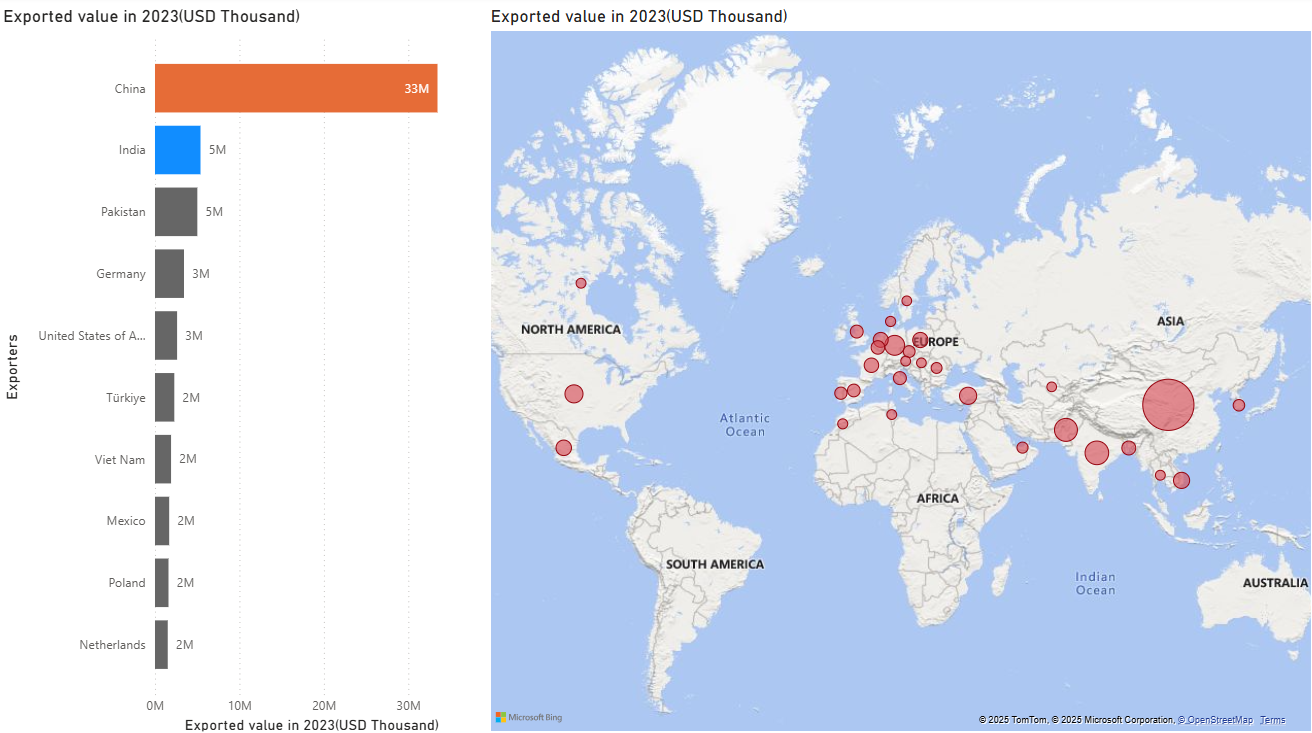 Exported value in 2023(USD Thousand)
China
33M
India
5M
Pakistan
5M
Germany
3M
United States of A...
3M
Türkiye
2M
Viet Nam
2M
Mexico
2M
Poland
2M
Netherlands
2M
0M 10M 20M 30M
Exporters
Exported value in 2023(USD Thousand)
Exported value in 2023(USD Thousand)
NORTH AMERICA
EUROPE
ASIA
Atlantic
Ocean
AFRICA
SOUTH AMERICA
Indian
Ocean
AUSTRALIA
Microsoft Bing
© 2025 TomTom, © 2025 Microsoft Corporation, © OpenStreetMap Terms